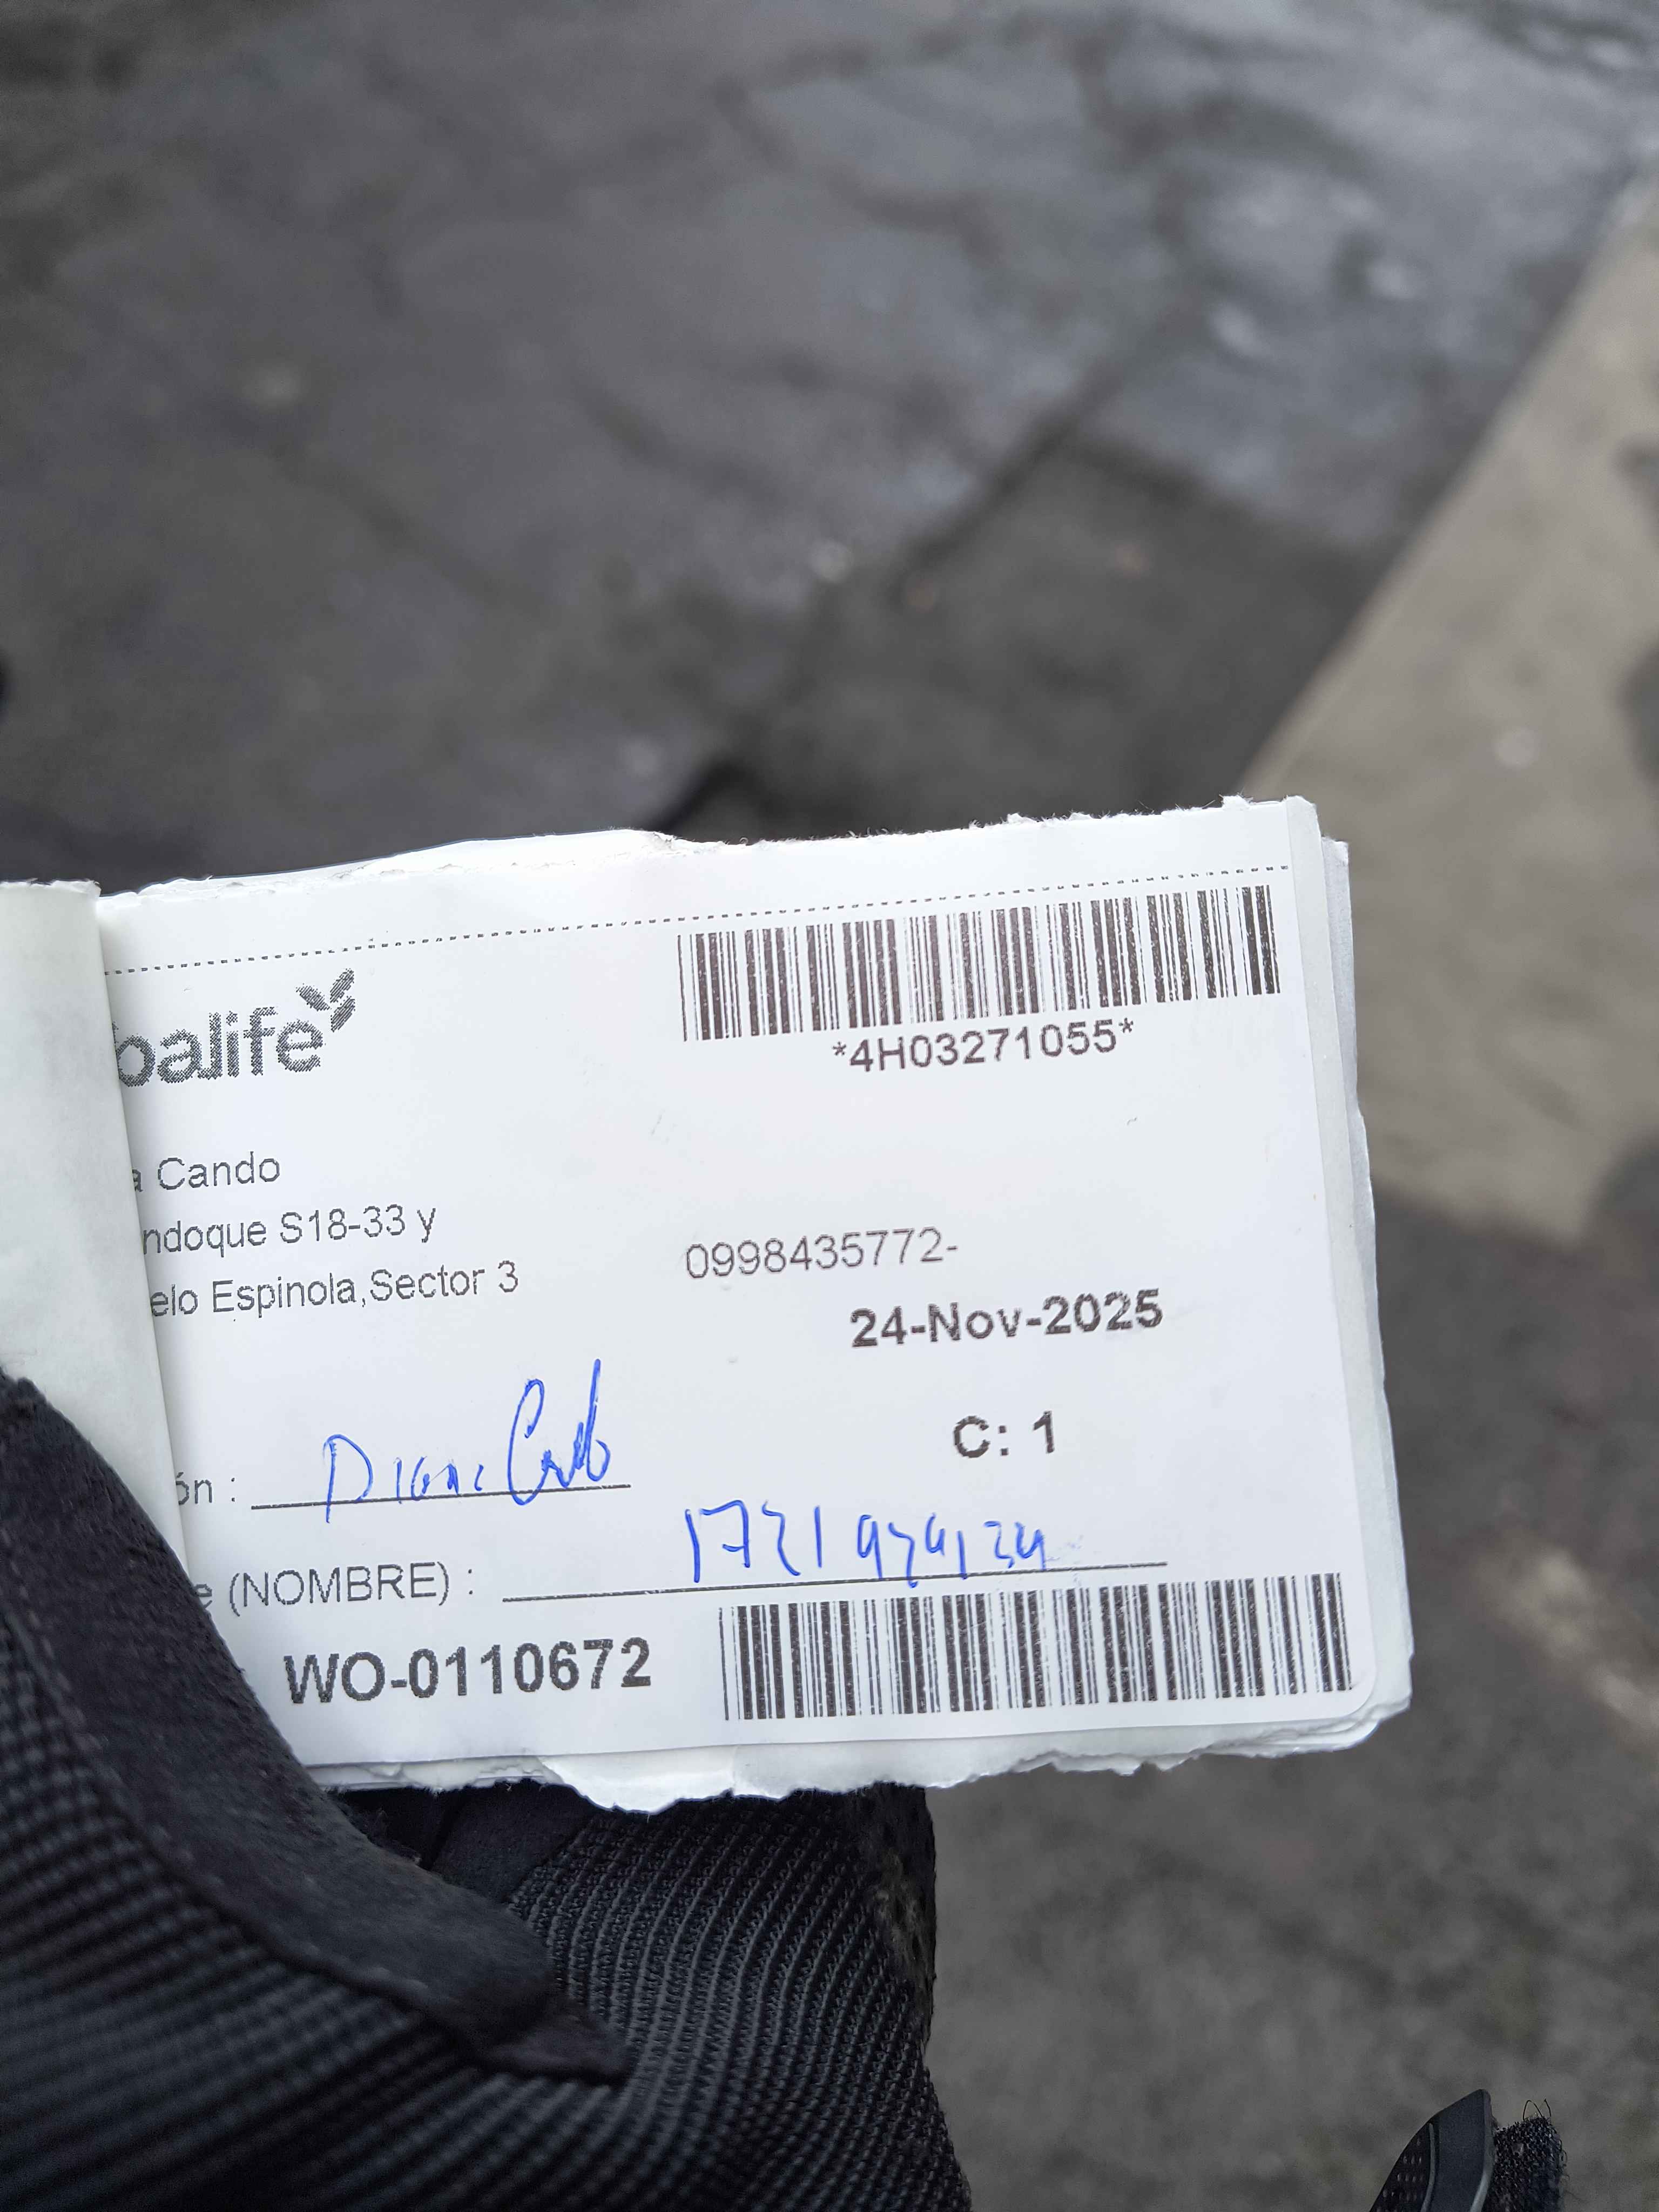 balife
*4H03271055*
a Cando
ndoque S18-33 y
elo Espinola,Sector 3
0998435772-
24-Nov-2025
C: 1
ón :
e (NOMBRE) :
WO-0110672